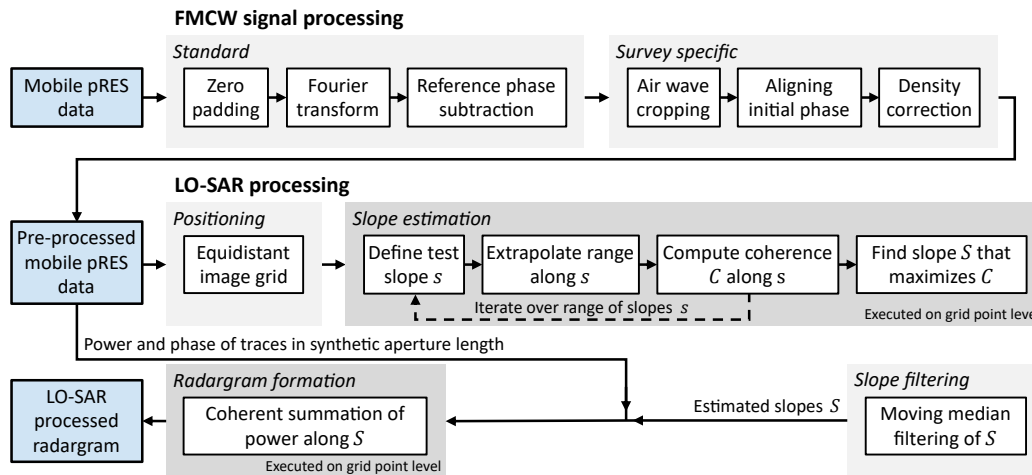 FMCW signal processing
Standard
Survey specific
Mobile pRES
data
Zero
padding
Fourier
transform
Reference phase
subtraction
Air wave
cropping
Aligning
initial phase
Density
correction
LO-SAR processing
Positioning
Slope estimation
Pre-processed
mobile pRES
data
Equidistant
image grid
Define test
slope s
Extrapolate range
along s
Compute coherence
C along s
Find slope S that
maximizes C
Iterate over range of slopes s
Executed on grid point level
Power and phase of traces in synthetic aperture length
Radargram formation
Slope filtering
LO-SAR
processed
radargram
Coherent summation of
power along S
Executed on grid point level
Estimated slopes S
Moving median
filtering of S